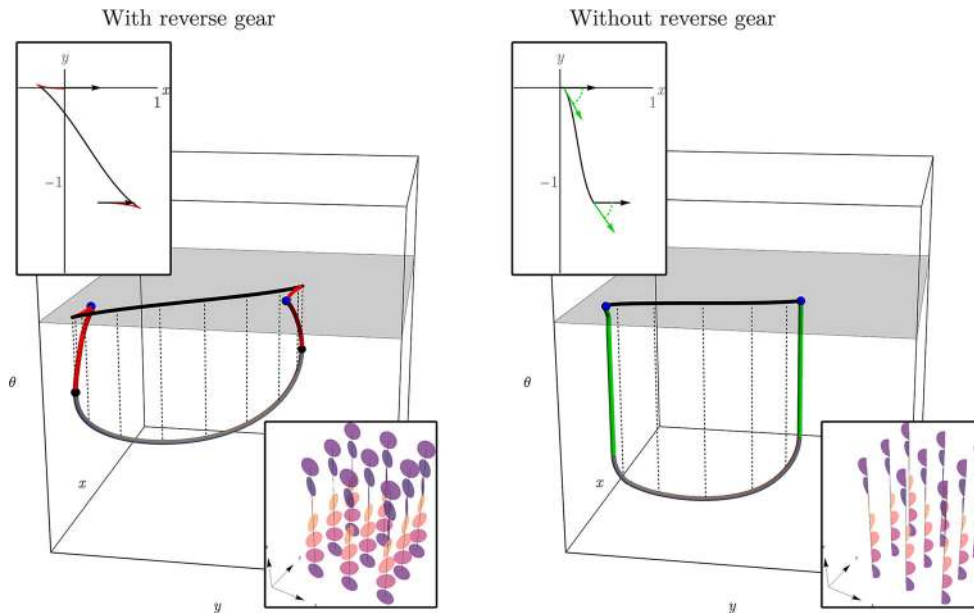 With reverse gear
Without reverse gear
y
x
1
−1
θ
x
y
y
x
1
−1
θ
x
y